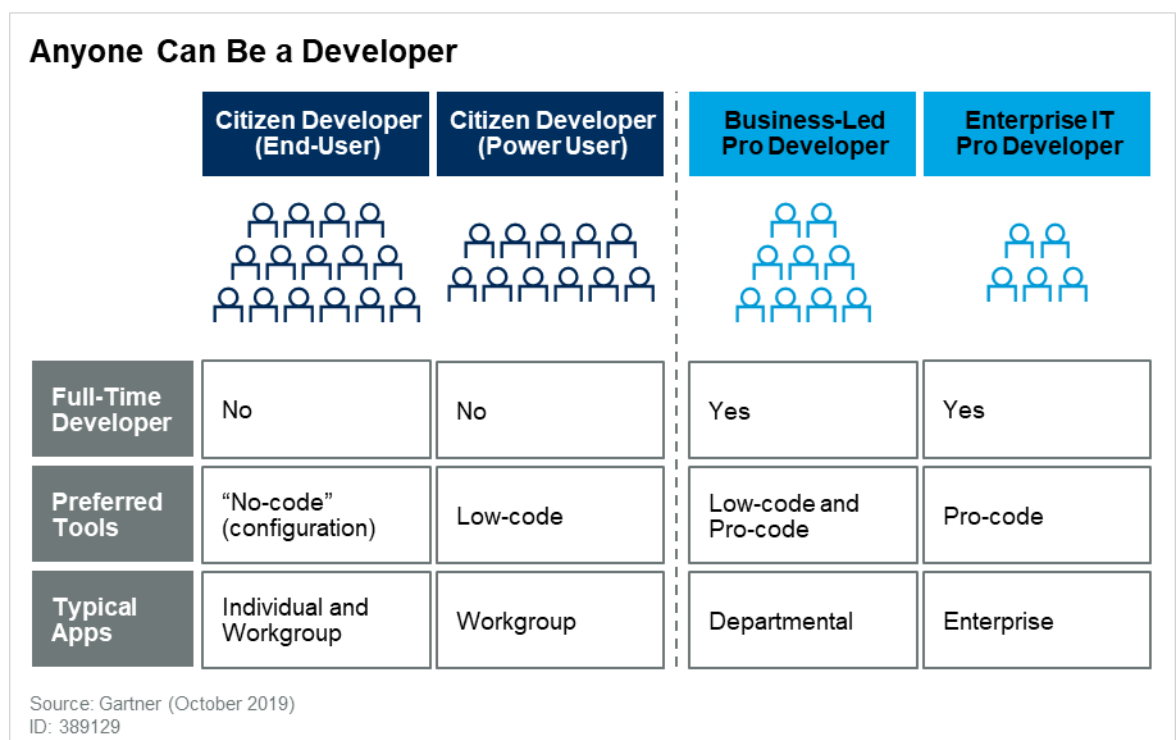 Anyone Can Be a Developer
Citizen Developer
(End-User)
Citizen Developer
(Power User)
Business-Led
Pro Developer
Enterprise IT
Pro Developer
Full-Time
Developer
No
No
Yes
Yes
Preferred
Tools
“No-code”
(configuration)
Low-code
Low-code and
Pro-code
Pro-code
Typical
Apps
Individual and
Workgroup
Workgroup
Departmental
Enterprise
Source: Gartner (October 2019)
ID: 389129